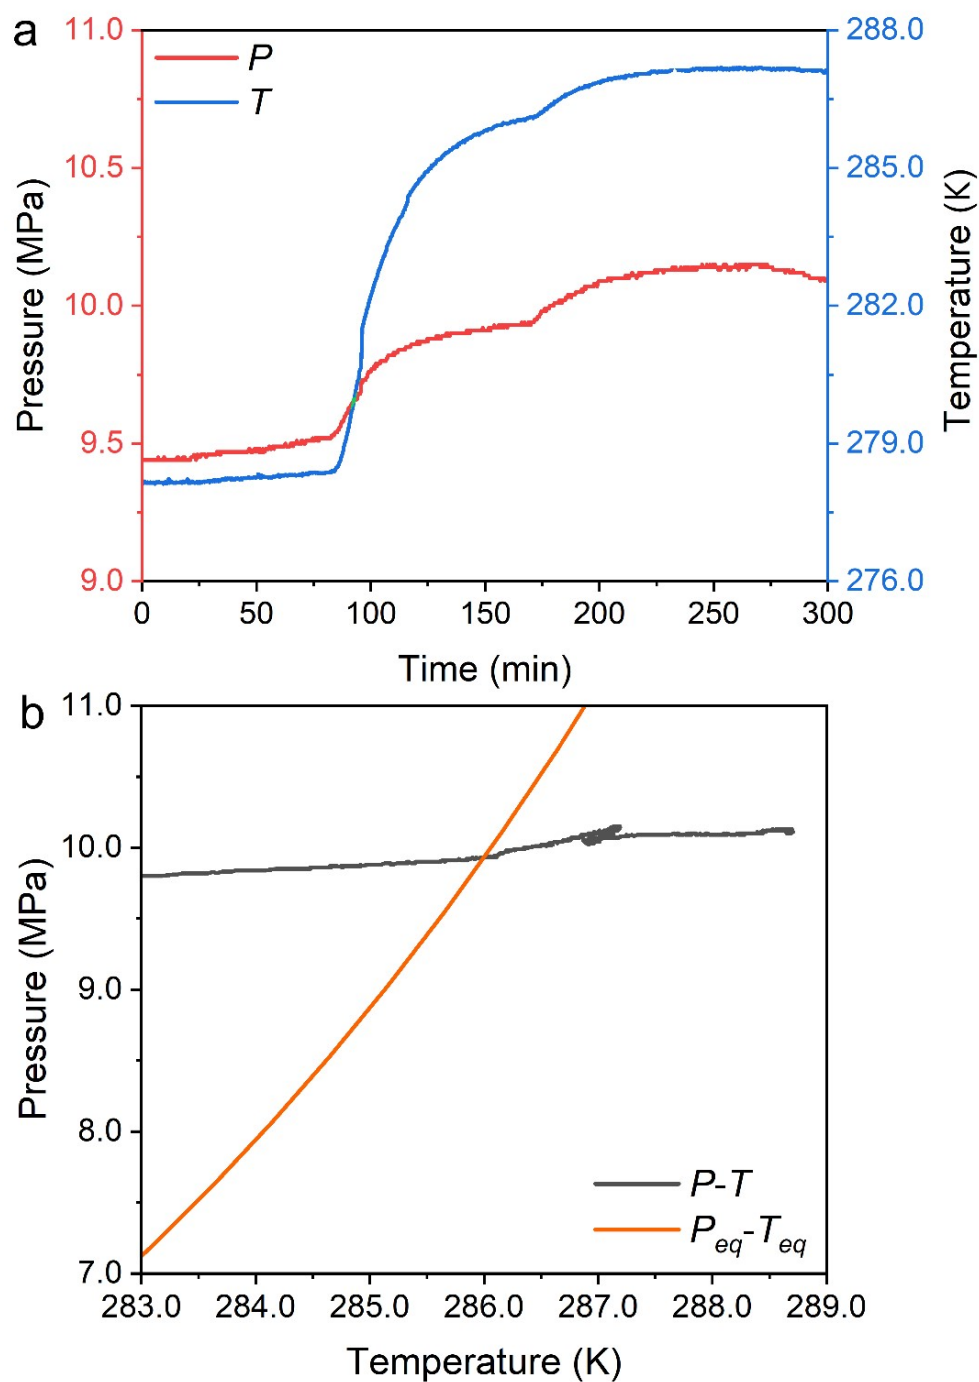 a
P
T
11.0
10.5
10.0
9.5
9.0
Pressure (MPa)
288.0
285.0
282.0
279.0
276.0
Temperature (K)
0 50 100 150 200 250 300
Time (min)
b
11.0
10.0
9.0
8.0
7.0
Pressure (MPa)
P-T
Peq-Teq
283.0 284.0 285.0 286.0 287.0 288.0 289.0
Temperature (K)